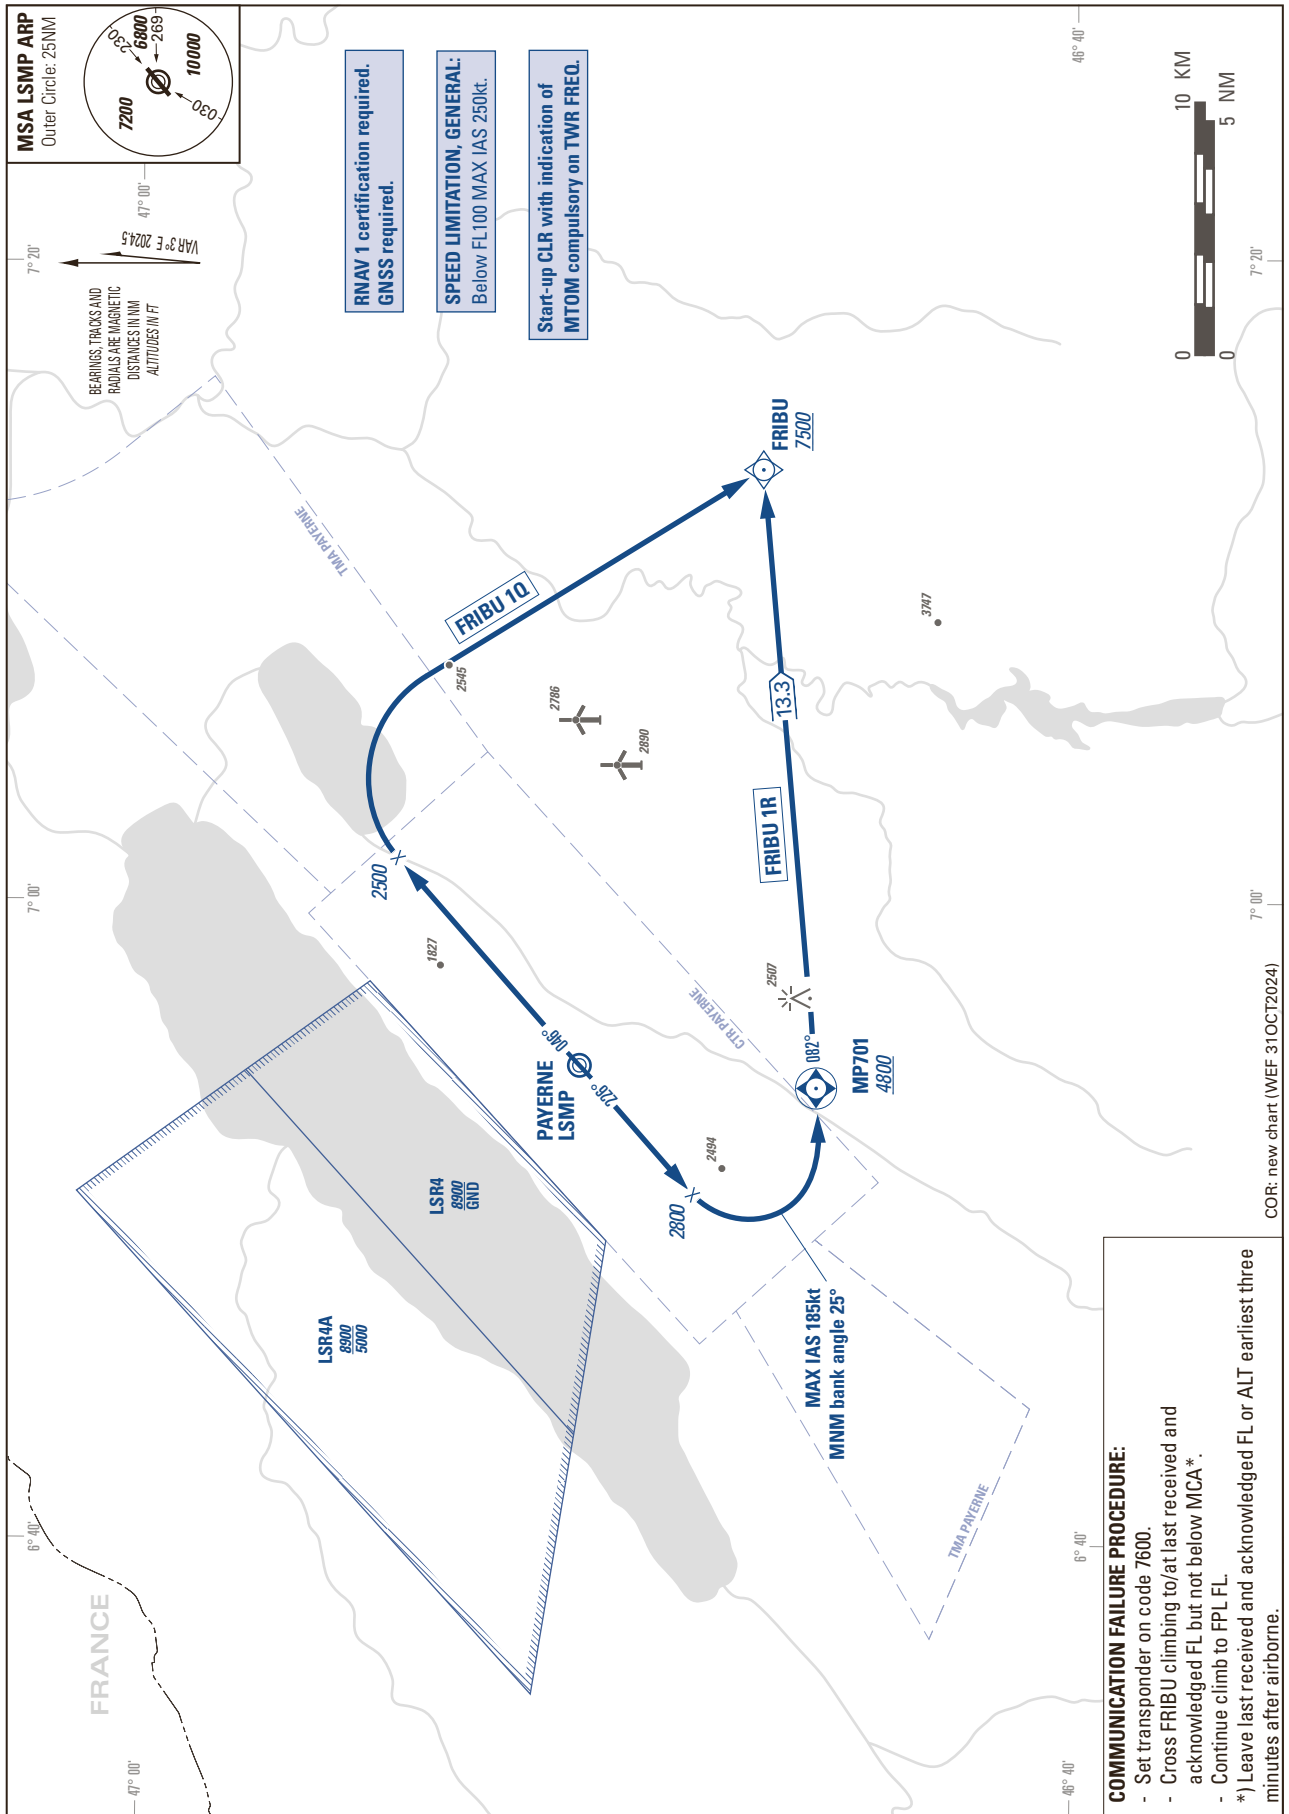 MSA LSMP ARP
Outer Circle: 25NM
7200
6800
10000
230
269
030
7° 20'
47° 00'
46° 40'
VAR 3° E 2024.5
BEARINGS, TRACKS AND
RADIALS ARE MAGNETIC
DISTANCES IN NM
ALTITUDES IN FT
RNAV 1 certification required.
GNSS required.
SPEED LIMITATION, GENERAL:
Below FL100 MAX IAS 250kt.
Start-up CLR with indication of
MTOM compulsory on TWR FREQ.
0
10 KM
0
5 NM
7° 20'
TMA PAYERNE
FRIBU
7500
FRIBU 1Q
2545
2786
2890
3747
13.3
FRIBU 1R
7° 00'
2500
1827
CTR PAYERNE
2507
7° 00'
046°
PAYERNE
LSMP
226°
082°
MP701
4800
2494
2800
LSR4
8900
GND
LSR4A
8900
5000
MAX IAS 185kt
MNM bank angle 25°
TMA PAYERNE
6° 40'
6° 40'
FRANCE
47° 00'
46° 40'
COR: new chart (WEF 31OCT2024)
COMMUNICATION FAILURE PROCEDURE:
- Set transponder on code 7600.
- Cross FRIBU climbing to/at last received and
acknowledged FL but not below MCA*.
- Continue climb to FPL FL.
*) Leave last received and acknowledged FL or ALT earliest three
minutes after airborne.